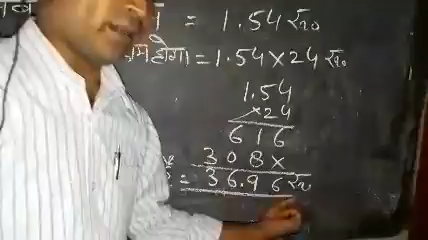 = 1.54 रु०
होगा = 1.54 × 24 रु०
1.54
× 24
616
308×
= 36.96 रु०